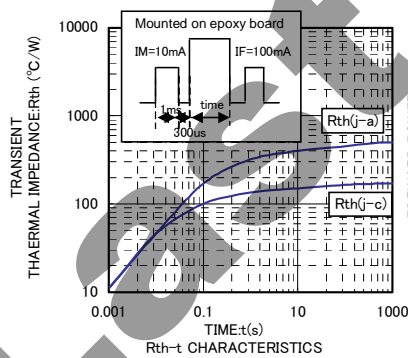 Mounted on epoxy board
IM=10mA IF=100mA
1ms time
300us
Rth(j-a)
Rth(j-c)
TRANSIENT
THAERMAL IMPEDANCE:Rth (°C/W)
10000
1000
100
10
0.001 0.1 10 1000
TIME:t(s)
Rth-t CHARACTERISTICS